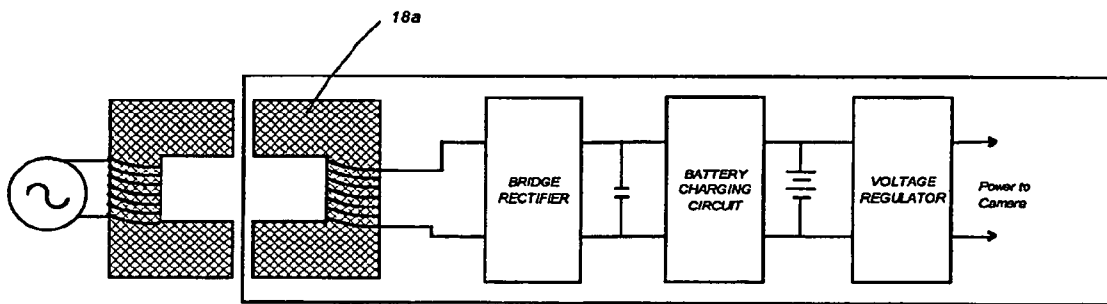 18a
BRIDGE
RECTIFIER
BATTERY
CHARGING
CIRCUIT
VOLTAGE
REGULATOR
Power to
Camera